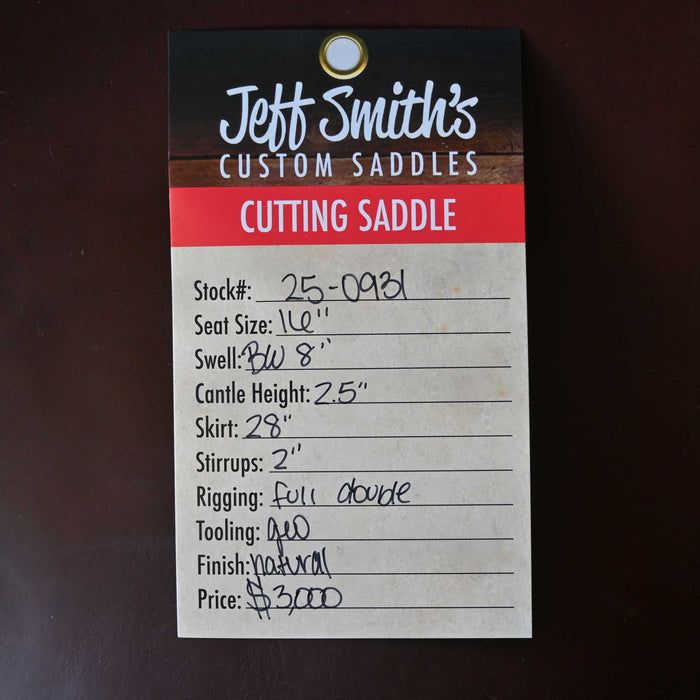 Jeff Smith's
CUSTOM SADDLES
CUTTING SADDLE
Stock#: 25-0931
Seat Size: 16"
Swell: BW 8"
Cantle Height: 2.5"
Skirt: 28"
Stirrups: 2"
Rigging: full double
Tooling: geo
Finish: natural
Price: $3,000